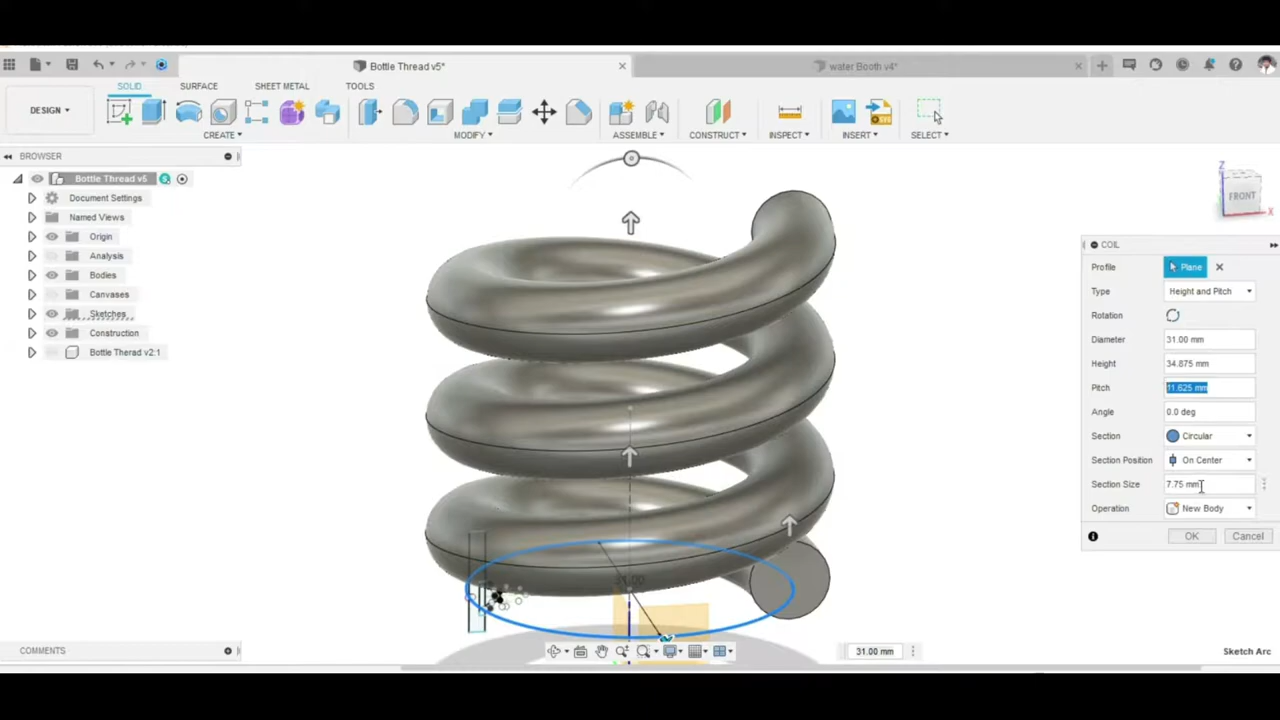 Bottle Thread v5*
water Booth v4*
DESIGN
SOLID
SURFACE
SHEET METAL
TOOLS
CREATE
MODIFY
ASSEMBLE
CONSTRUCT
INSPECT
INSERT
SELECT
BROWSER
Bottle Thread v5
Document Settings
Named Views
Origin
Analysis
Bodies
Canvases
Sketches
Construction
Bottle Therad v2:1
Z
FRONT
X
COIL
Profile Plane
Type Height and Pitch
Rotation
Diameter 31.00 mm
Height 34.875 mm
Pitch 11.625 mm
Angle 0.0 deg
Section Circular
Section Position On Center
Section Size 7.75 mm
Operation New Body
OK Cancel
31.00
COMMENTS
31.00 mm
Sketch Arc